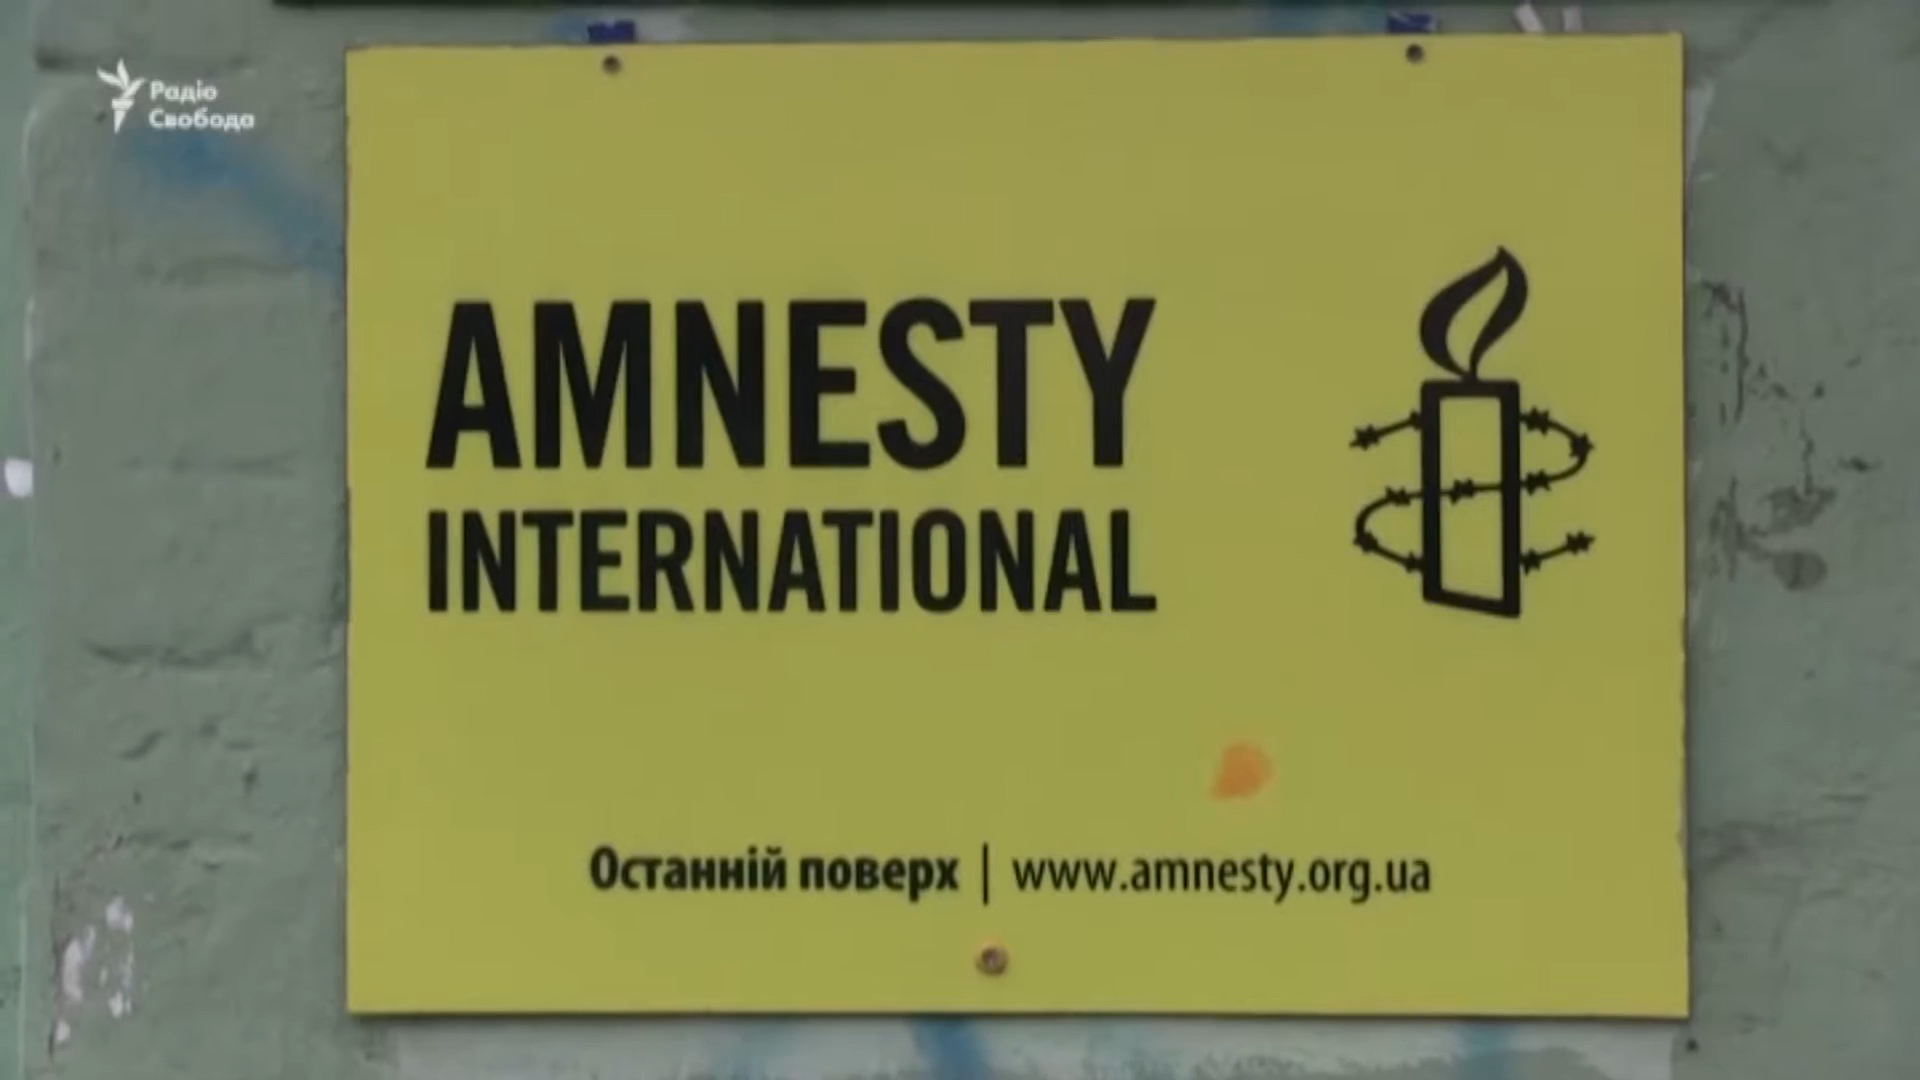 Радіо
Свобода
AMNESTY
INTERNATIONAL
Останній поверх | www.amnesty.org.ua